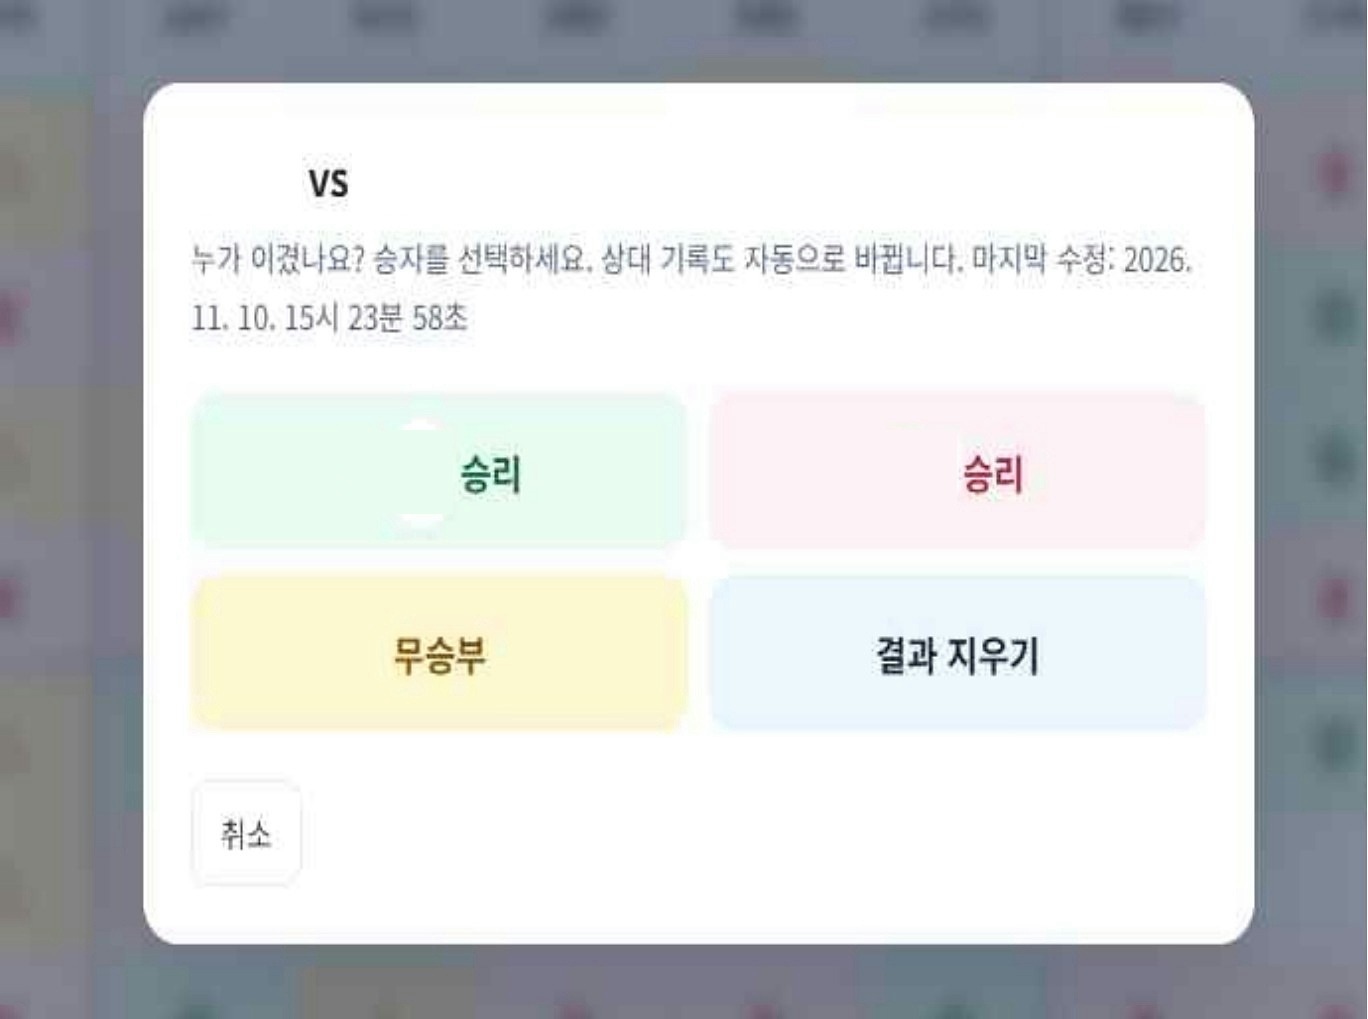 VS
누가 이겼나요? 승자를 선택하세요. 상대 기록도 자동으로 바뀝니다. 마지막 수정: 2026.
11. 10. 15시 23분 58초
승리
승리
무승부
결과 지우기
취소